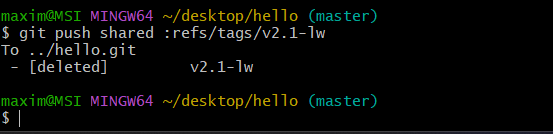 maxim@MSI MINGW64 ~/desktop/hello (master)
$ git push shared :refs/tags/v2.1-lw
To ../hello.git
 - [deleted]         v2.1-lw
maxim@MSI MINGW64 ~/desktop/hello (master)
$